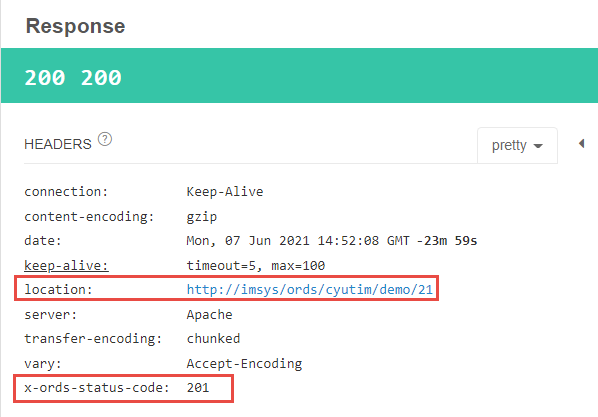 Response
200 200
HEADERS ?
pretty
connection: Keep-Alive
content-encoding: gzip
date: Mon, 07 Jun 2021 14:52:08 GMT -23m 59s
keep-alive: timeout=5, max=100
location: http://imsys/ords/cyutim/demo/21
server: Apache
transfer-encoding: chunked
vary: Accept-Encoding
x-ords-status-code: 201